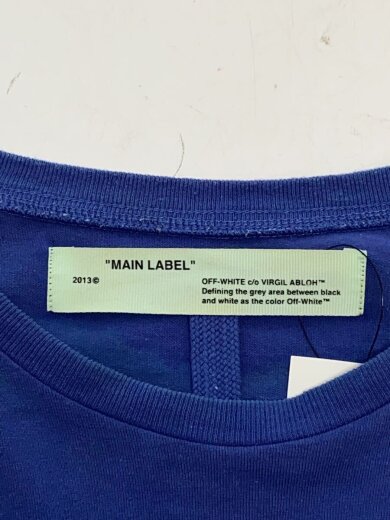 "MAIN LABEL"
2013©
OFF-WHITE c/o VIRGIL ABLOH™
Defining the grey area between black
and white as the color Off-White™